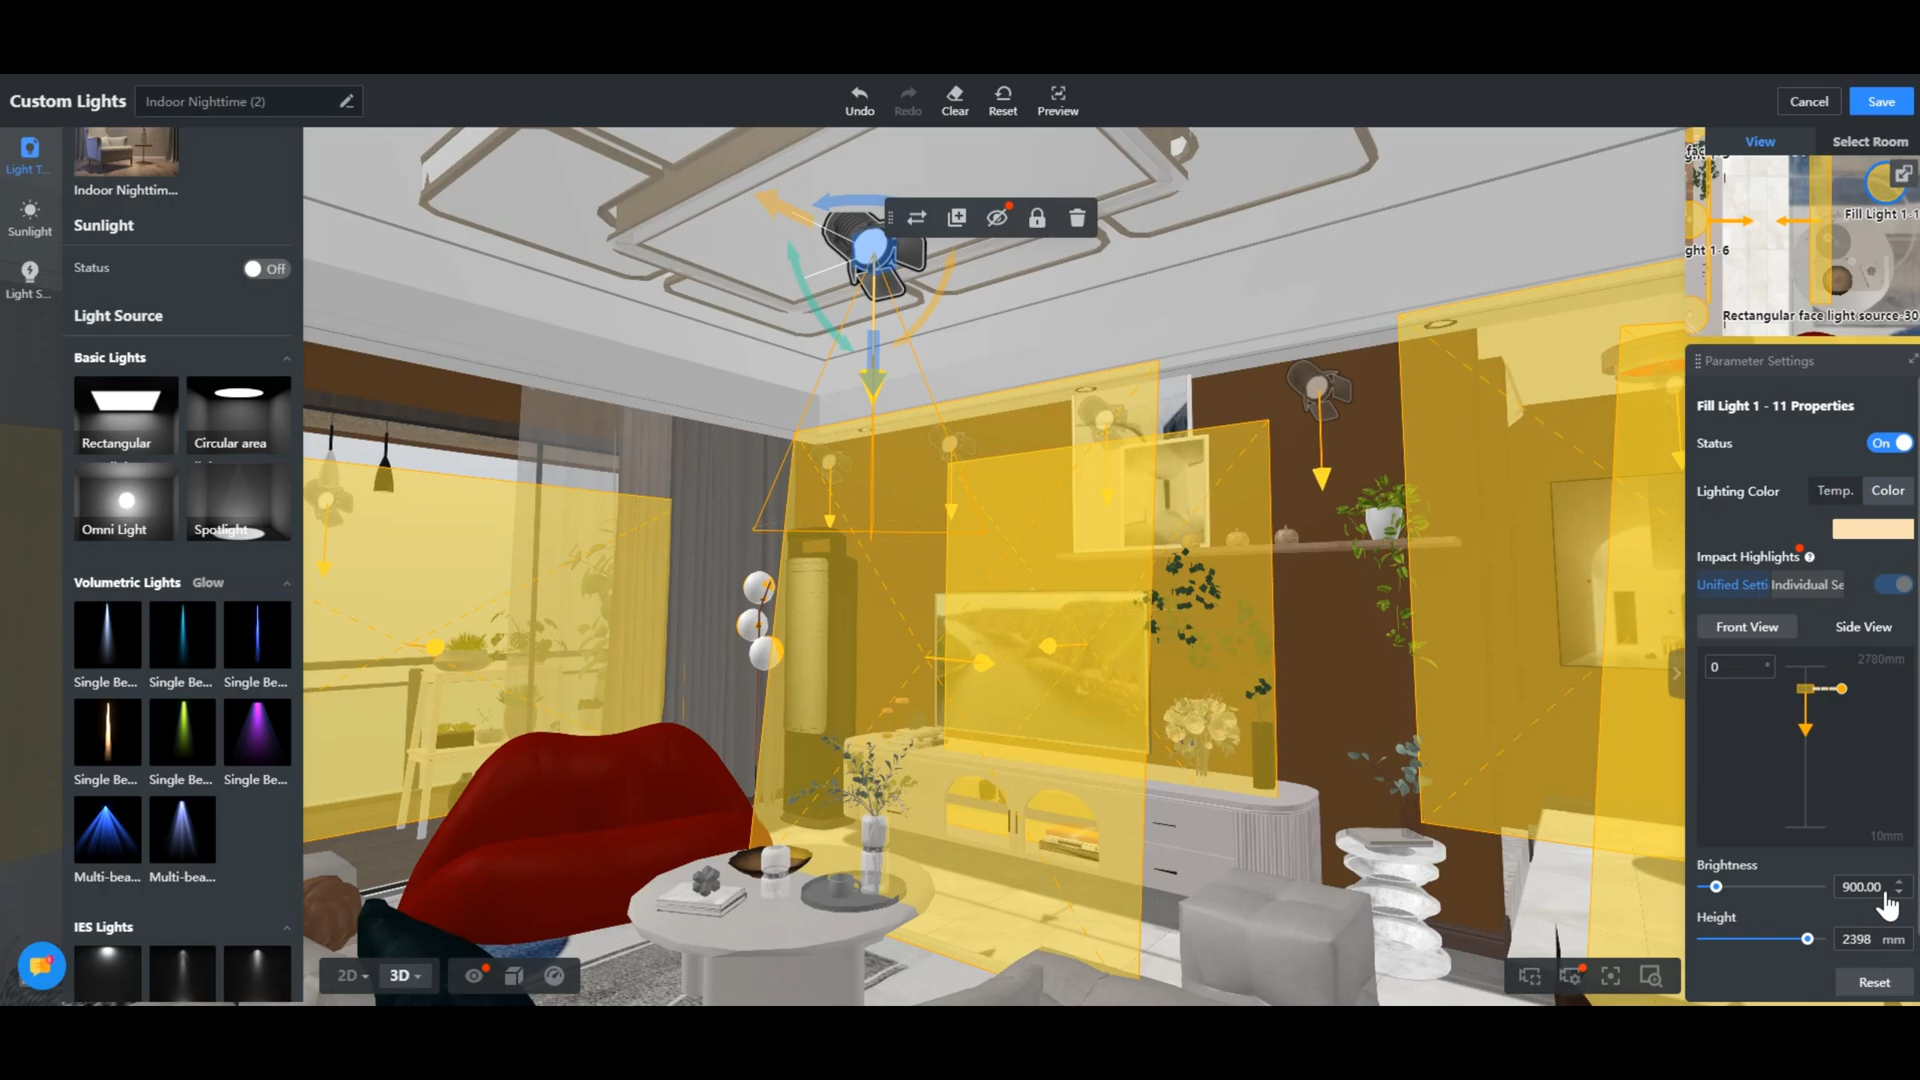 Custom Lights
Indoor Nighttime (2)
Undo
Redo
Clear
Reset
Preview
Cancel
Save
Light T...
Sunlight
Light S...
Indoor Nighttim...
Sunlight
Status
Off
Light Source
Basic Lights
Rectangular
Circular area
Omni Light
Spotlight
Volumetric Lights Glow
Single Be...
Single Be...
Single Be...
Single Be...
Single Be...
Single Be...
Multi-bea...
Multi-bea...
IES Lights
2D
3D
View
Select Room
Fill Light 1-1
ght 1-6
Rectangular face light source-30
Parameter Settings
Fill Light 1 - 11 Properties
Status
On
Lighting Color
Temp.
Color
Impact Highlights
Unified Setti
Individual Se
Front View
Side View
0 °
2780mm
10mm
Brightness
900.00
Height
2398 mm
Reset